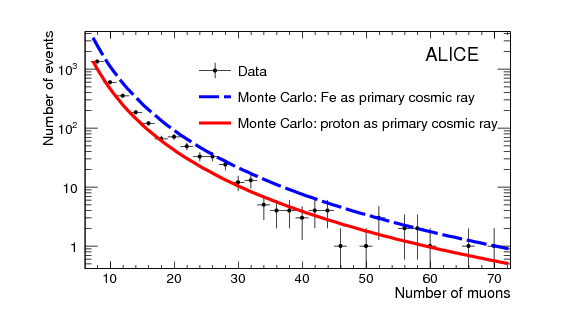 Number of events
ALICE
Data
Monte Carlo: Fe as primary cosmic ray
Monte Carlo: proton as primary cosmic ray
10³
10²
10
1
10 20 30 40 50 60 70
Number of muons